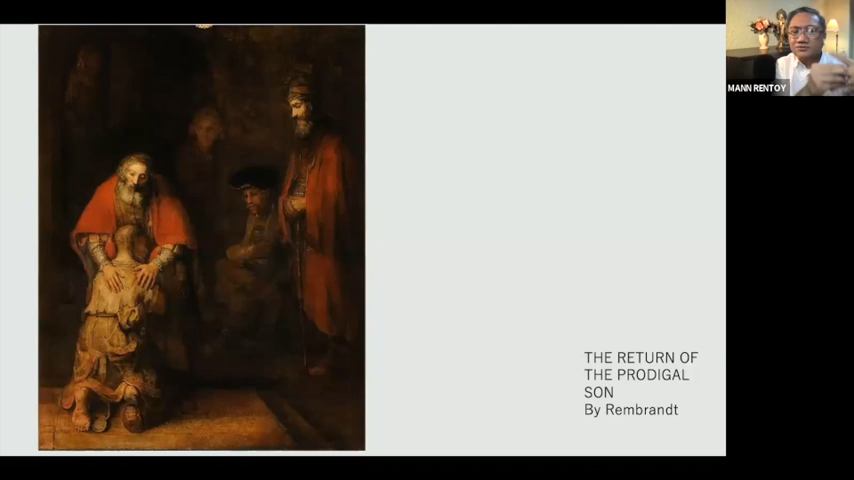 MANN RENTOY
THE RETURN OF
THE PRODIGAL
SON
By Rembrandt